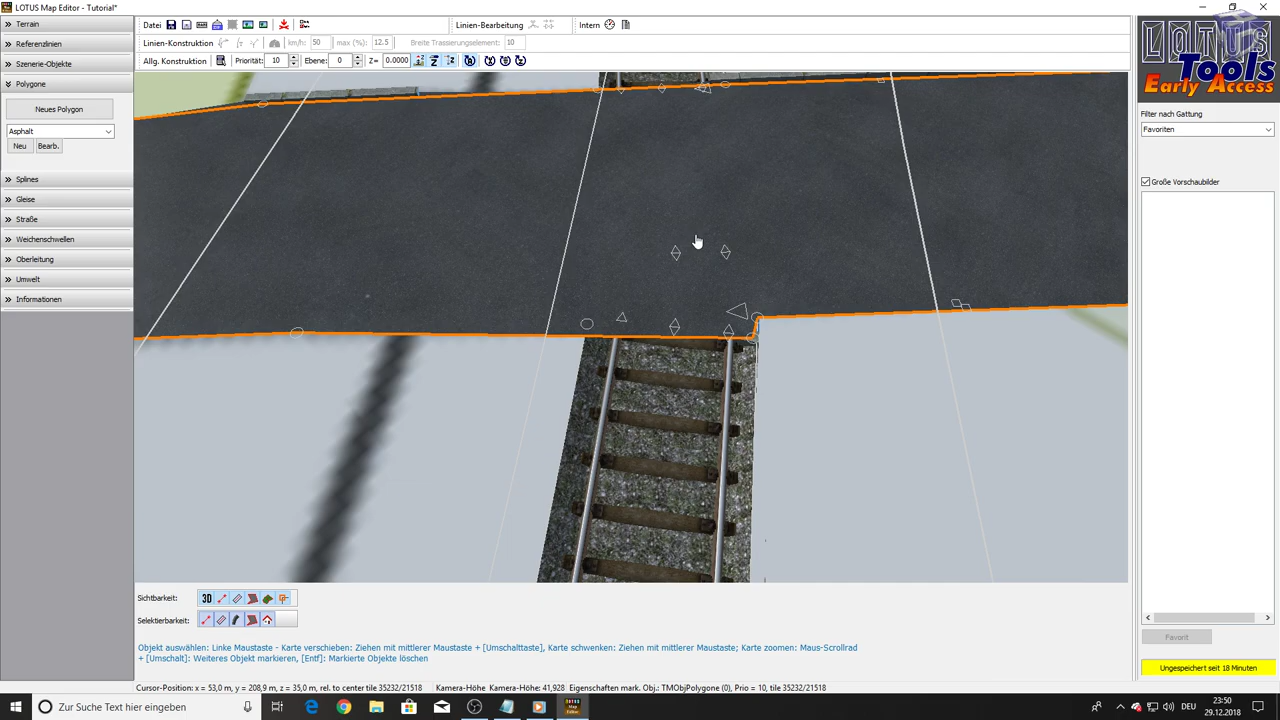 LOTUS Map Editor - Tutorial*
Terrain
Referenzlinien
Szenerie-Objekte
Polygone
Neues Polygon
Asphalt
Neu Bearb.
Splines
Gleise
Straße
Weichenschwellen
Oberleitung
Umwelt
Informationen
Datei Linien-Bearbeitung Intern
Linien-Konstruktion km/h: 50 max (%): 12.5 Breite Trassierungselement: 10
Allg. Konstruktion Priorität: 10 Ebene: 0 Z= 0.0000
LOTUS
Tools
Early Access
Filter nach Gattung
Favoriten
Große Vorschaubilder
Favorit
Ungespeichert seit 18 Minuten
Sichtbarkeit: 3D
Selektierbarkeit:
Objekt auswählen: Linke Maustaste - Karte verschieben: Ziehen mit mittlerer Maustaste + [Umschalttaste], Karte schwenken: Ziehen mit mittlerer Maustaste; Karte zoomen: Maus-Scrollrad
+ [Umschalt]: Weiteres Objekt markieren, [Entf]: Markierte Objekte löschen
Cursor-Position: x = 53,0 m, y = 208,9 m, z = 35,0 m, rel. to center tile 35232/21518 Kamera-Höhe Kamera-Höhe: 41,928 Eigenschaften mark. Obj.: TMObjPolygone (0), Prio = 10, tile 35232/21518
Zur Suche Text hier eingeben
DEU
23:50
29.12.2018